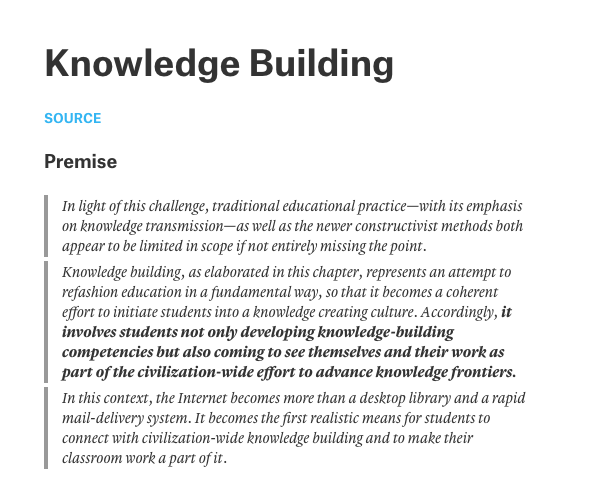 Knowledge Building
SOURCE
Premise
In light of this challenge, traditional educational practice—with its emphasis
on knowledge transmission—as well as the newer constructivist methods both
appear to be limited in scope if not entirely missing the point.
Knowledge building, as elaborated in this chapter, represents an attempt to
refashion education in a fundamental way, so that it becomes a coherent
effort to initiate students into a knowledge creating culture. Accordingly, it
involves students not only developing knowledge-building
competencies but also coming to see themselves and their work as
part of the civilization-wide effort to advance knowledge frontiers.
In this context, the Internet becomes more than a desktop library and a rapid
mail-delivery system. It becomes the first realistic means for students to
connect with civilization-wide knowledge building and to make their
classroom work a part of it.